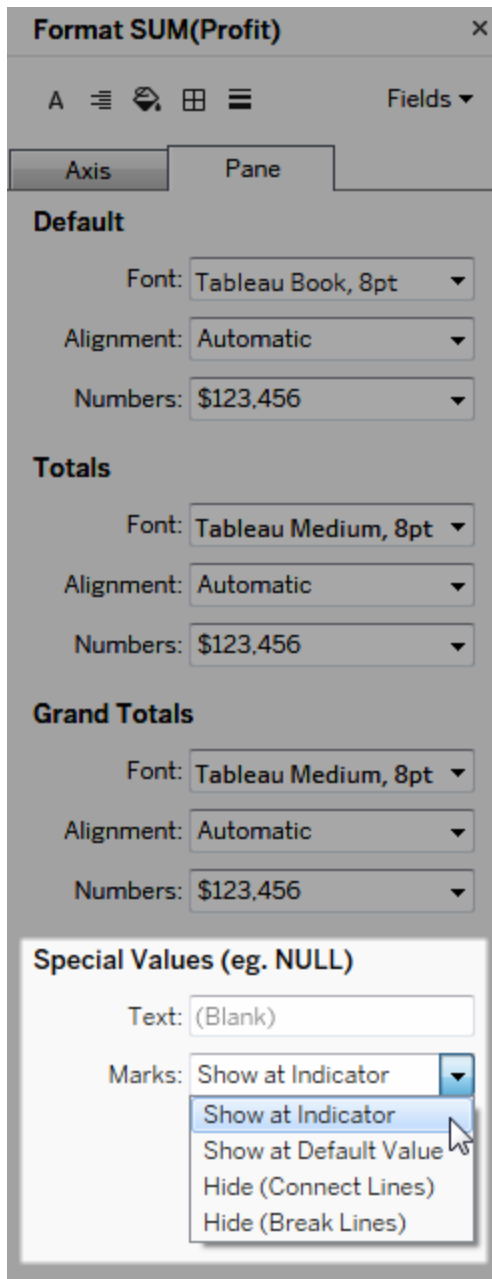 Format SUM(Profit) ×
A Fields
Axis Pane
Default
Font: Tableau Book, 8pt
Alignment: Automatic
Numbers: $123,456
Totals
Font: Tableau Medium, 8pt
Alignment: Automatic
Numbers: $123,456
Grand Totals
Font: Tableau Medium, 8pt
Alignment: Automatic
Numbers: $123,456
Special Values (eg. NULL)
Text: (Blank)
Marks: Show at Indicator
Show at Indicator
Show at Default Value
Hide (Connect Lines)
Hide (Break Lines)